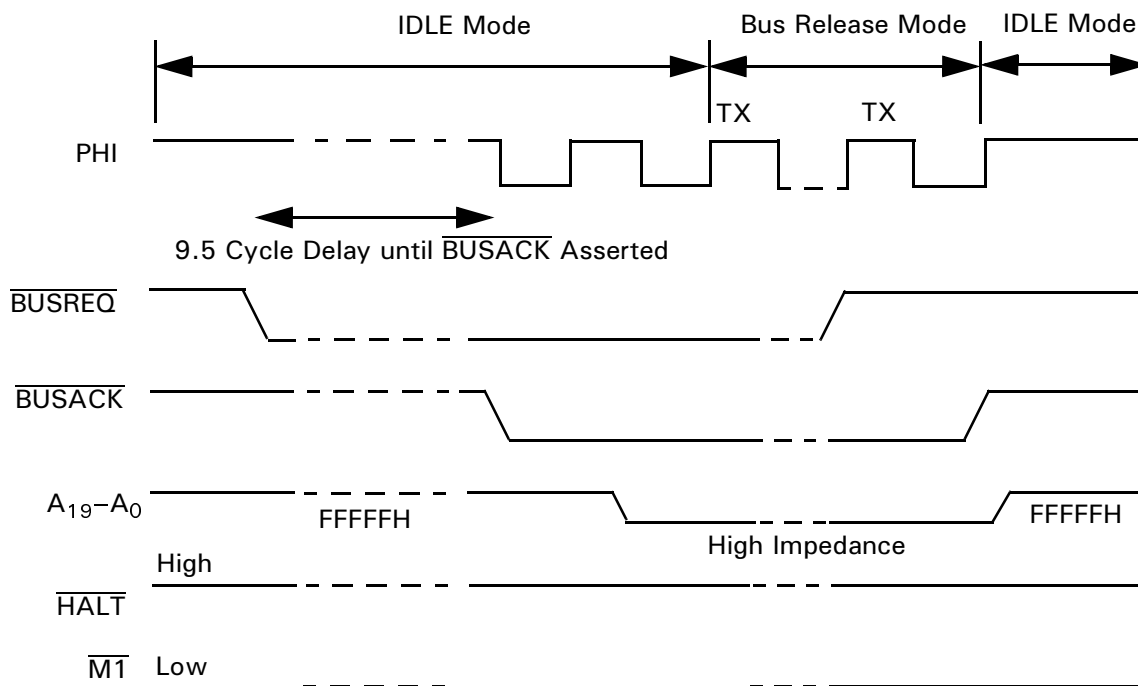 IDLE Mode
Bus Release Mode
IDLE Mode
TX
TX
PHI
9.5 Cycle Delay until BUSACK Asserted
BUSREQ
BUSACK
A19–A0
FFFFFH
FFFFFH
High Impedance
High
HALT
M1
Low